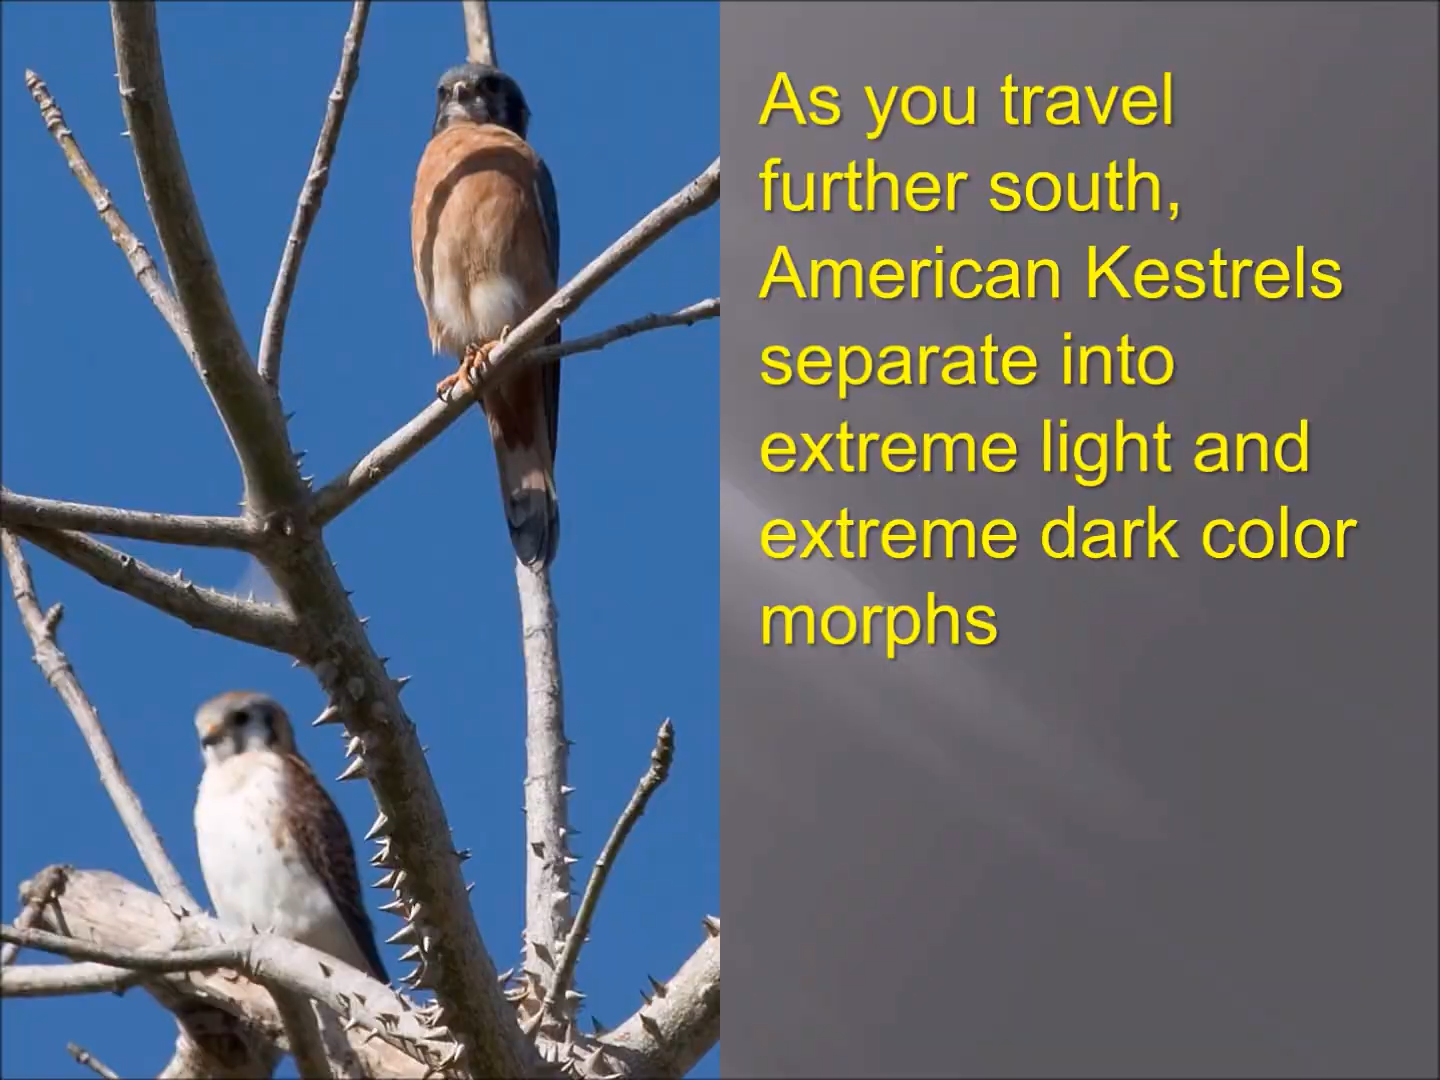 As you travel
further south,
American Kestrels
separate into
extreme light and
extreme dark color
morphs